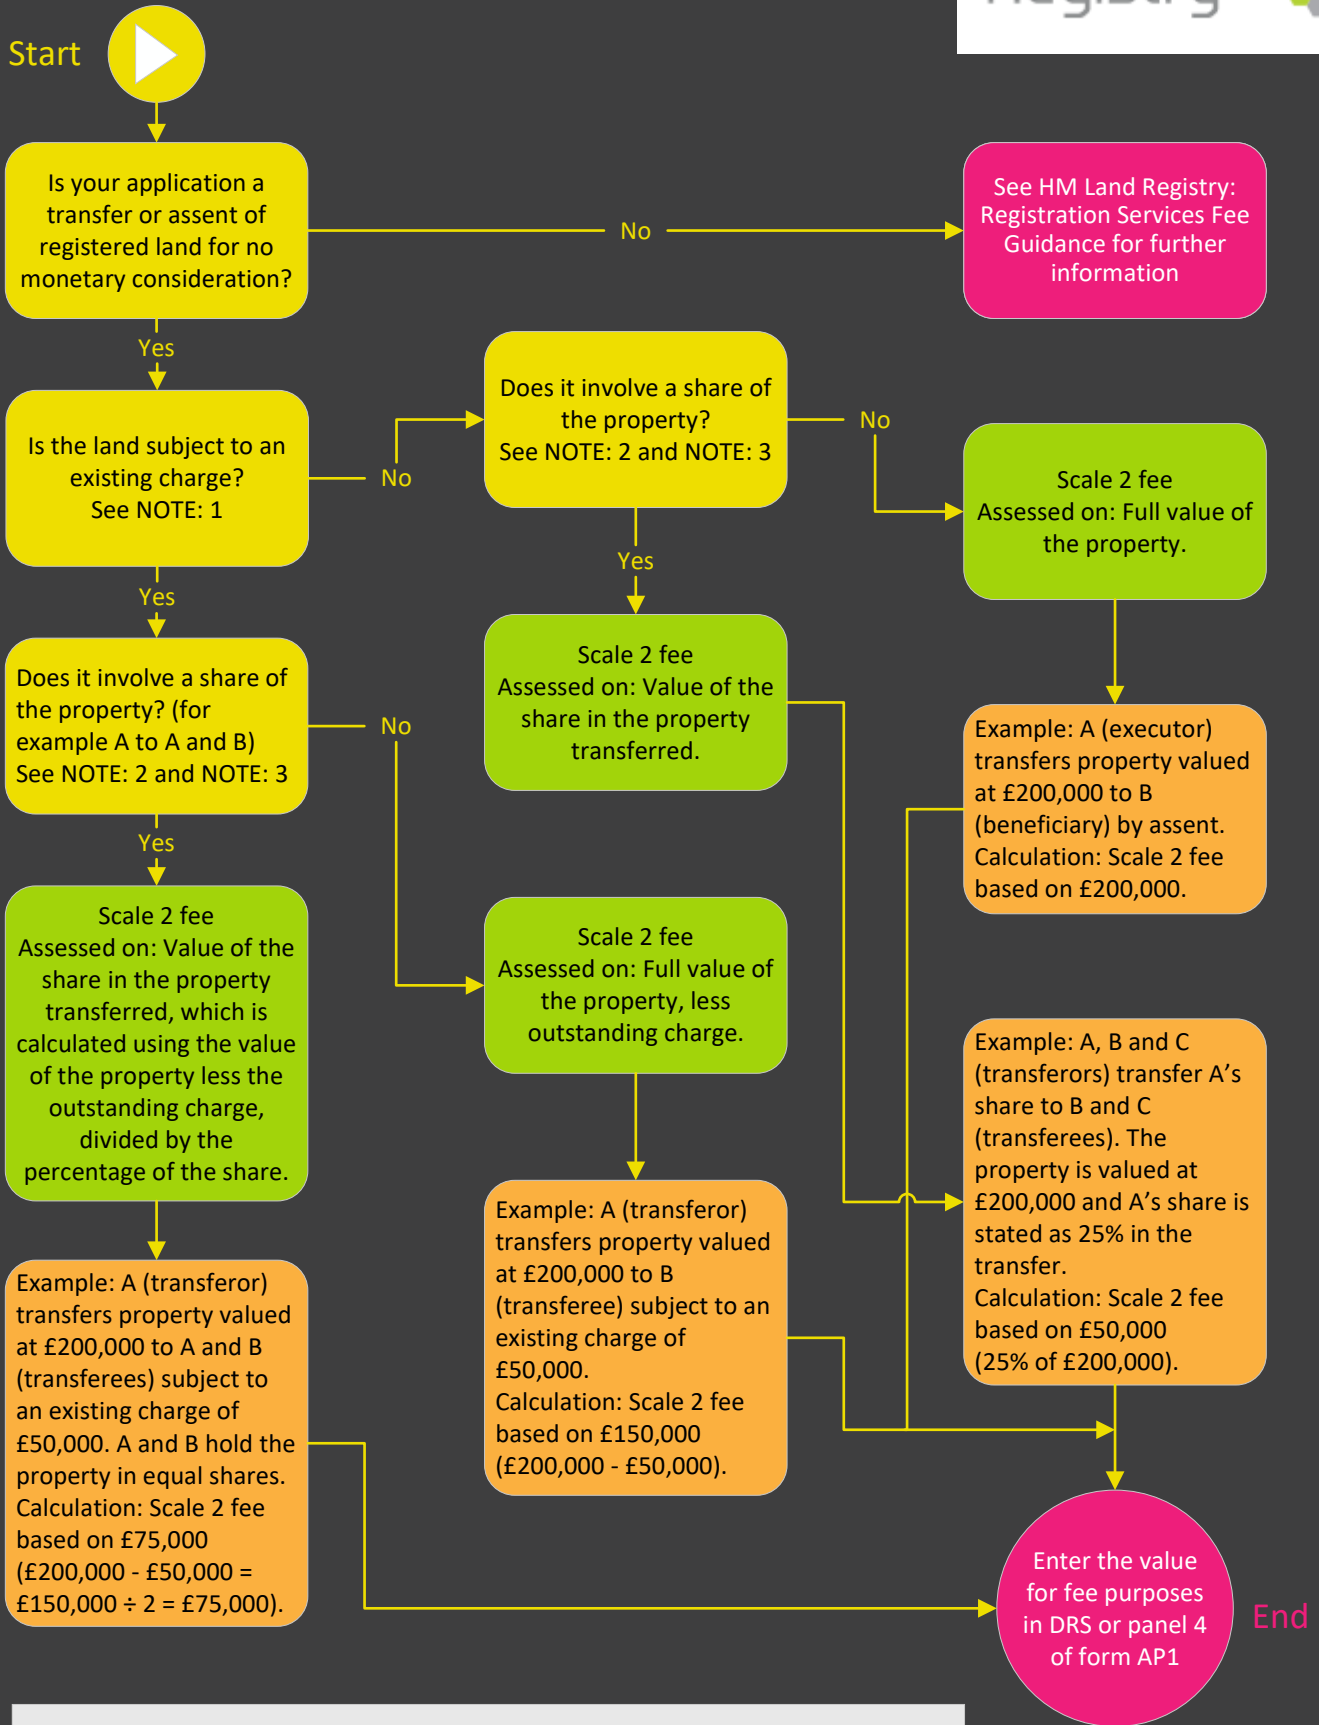 Registry
Start
Is your application a
transfer or assent of
registered land for no
monetary consideration?
No
See HM Land Registry:
Registration Services Fee
Guidance for further
information
Yes
Is the land subject to an
existing charge?
See NOTE: 1
No
Does it involve a share of
the property?
See NOTE: 2 and NOTE: 3
No
Scale 2 fee
Assessed on: Full value of
the property.
Yes
Yes
Does it involve a share of
the property? (for
example A to A and B)
See NOTE: 2 and NOTE: 3
No
Scale 2 fee
Assessed on: Value of the
share in the property
transferred.
Example: A (executor)
transfers property valued
at £200,000 to B
(beneficiary) by assent.
Calculation: Scale 2 fee
based on £200,000.
Yes
Scale 2 fee
Assessed on: Value of the
share in the property
transferred, which is
calculated using the value
of the property less the
outstanding charge,
divided by the
percentage of the share.
Scale 2 fee
Assessed on: Full value of
the property, less
outstanding charge.
Example: A, B and C
(transferors) transfer A’s
share to B and C
(transferees). The
property is valued at
£200,000 and A’s share is
stated as 25% in the
transfer.
Calculation: Scale 2 fee
based on £50,000
(25% of £200,000).
Example: A (transferor)
transfers property valued
at £200,000 to A and B
(transferees) subject to
an existing charge of
£50,000. A and B hold the
property in equal shares.
Calculation: Scale 2 fee
based on £75,000
(£200,000 - £50,000 =
£150,000 ÷ 2 = £75,000).
Example: A (transferor)
transfers property valued
at £200,000 to B
(transferee) subject to an
existing charge of
£50,000.
Calculation: Scale 2 fee
based on £150,000
(£200,000 - £50,000).
Enter the value
for fee purposes
in DRS or panel 4
of form AP1
End